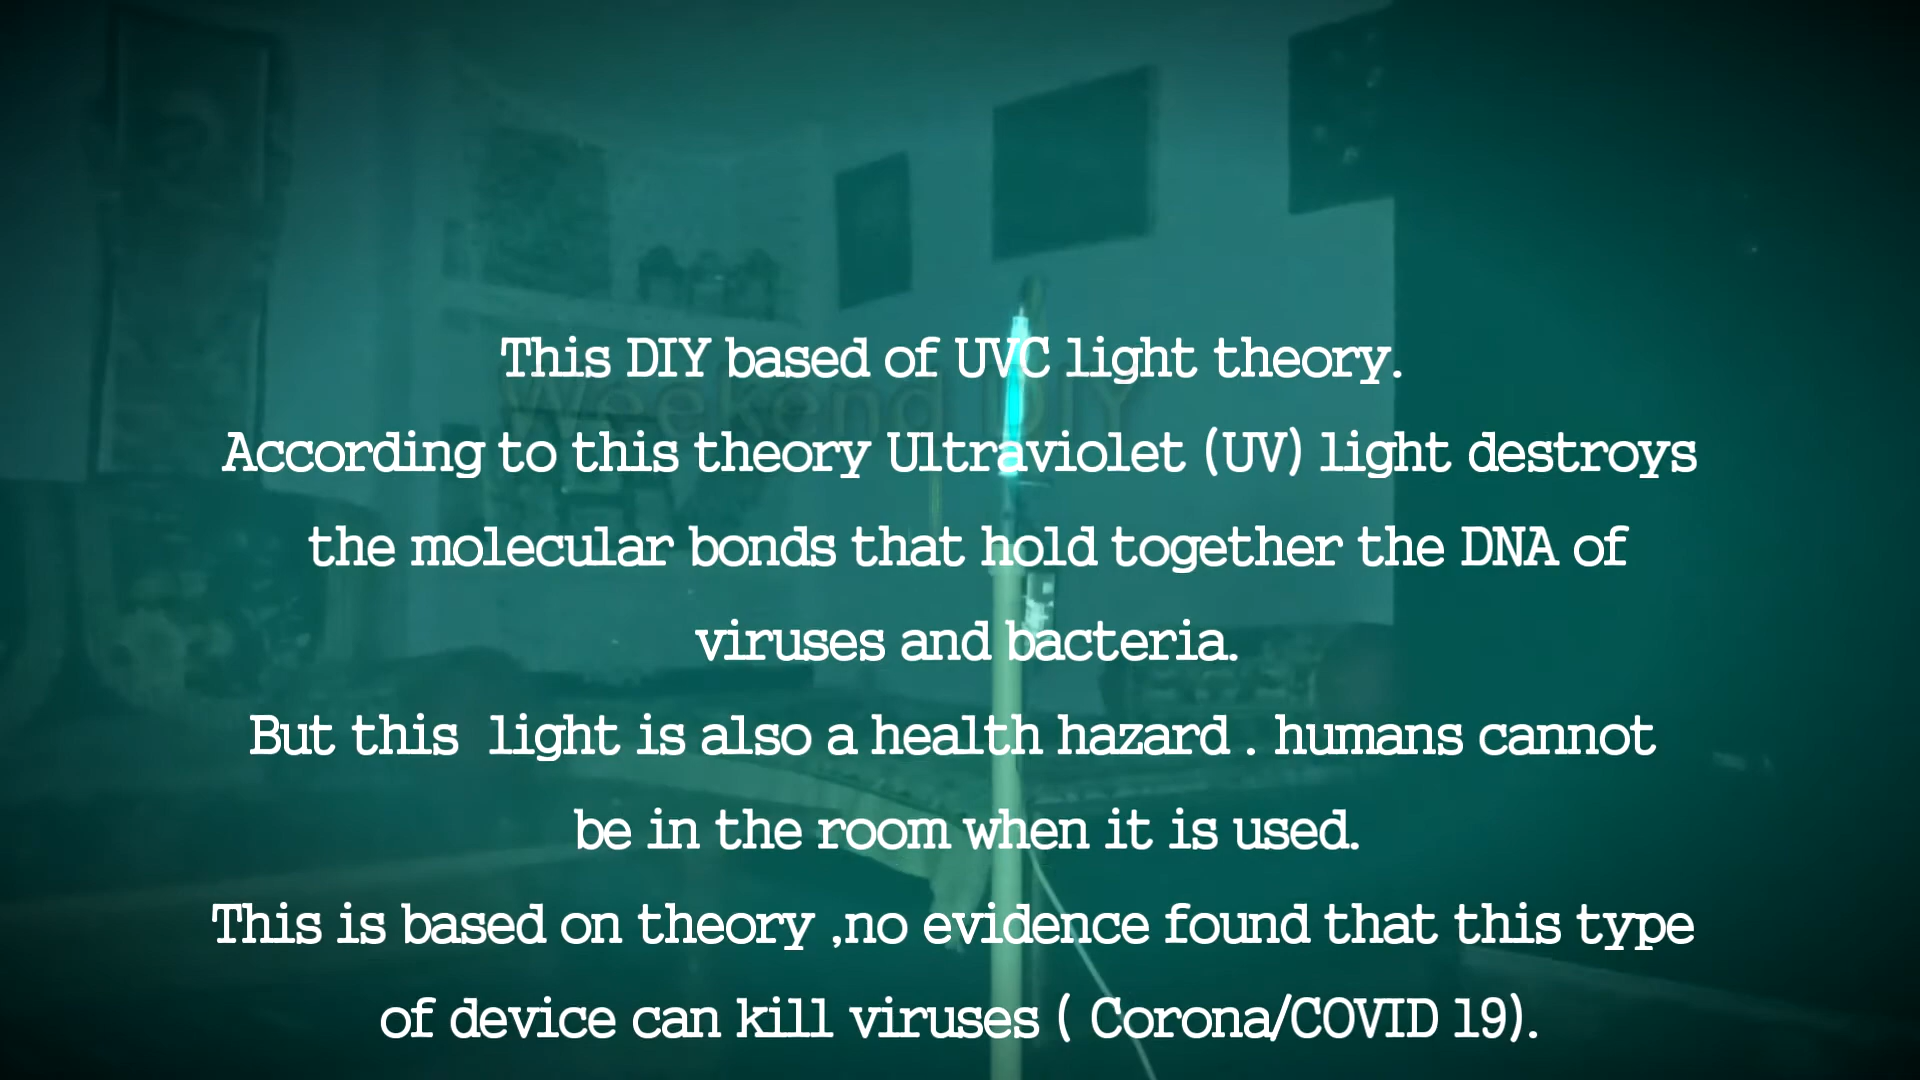 This DIY based of UVC light theory.
Weekend DIY
According to this theory Ultraviolet (UV) light destroys
the molecular bonds that hold together the DNA of
viruses and bacteria.
But this light is also a health hazard . humans cannot
be in the room when it is used.
This is based on theory ,no evidence found that this type
of device can kill viruses ( Corona/COVID 19).